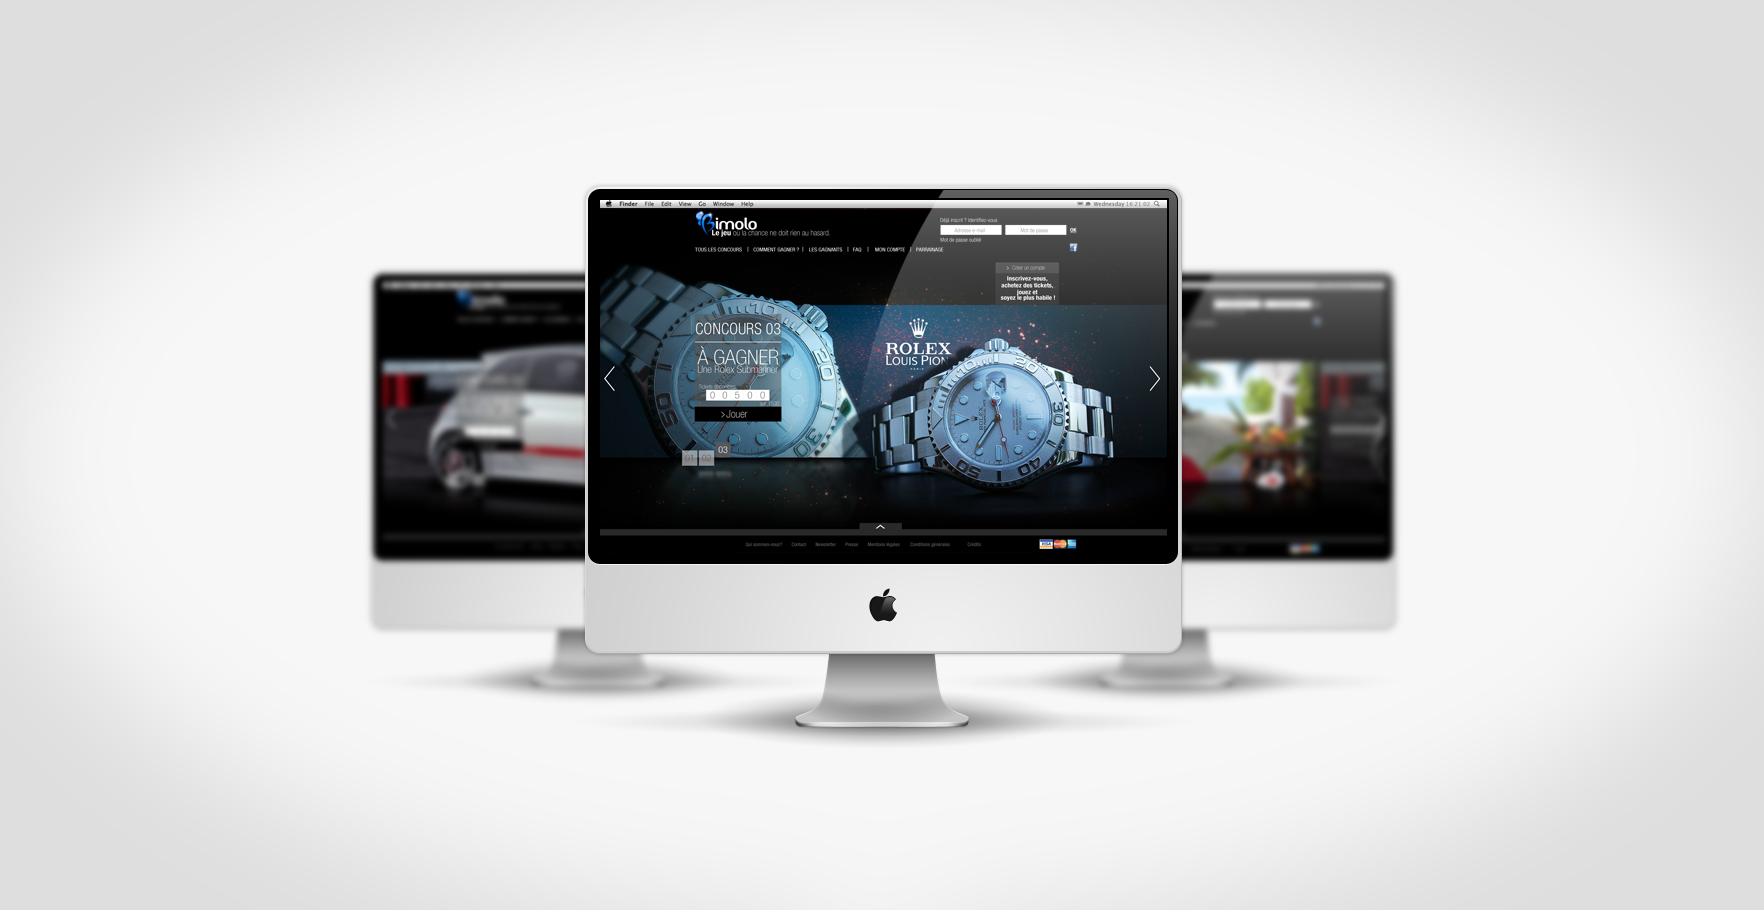 Finder File Edit View Go Window Help
Wednesday 16:21:02
Bimolo
Le jeu ou la chance ne doit rien au hasard.
Déjà inscrit ? Identifiez-vous
Adresse e-mail
Mot de passe
OK
Mot de passe oublié
TOUS LES CONCOURS | COMMENT GAGNER ? | LES GAGNANTS | FAQ | MON COMPTE | PARRAINAGE
> Créer un compte
Inscrivez-vous,
achetez des tickets,
jouez et
soyez le plus habile !
CONCOURS 03
À GAGNER
Une Rolex Submariner
Tickets disponibles
0 0 5 0 0
> Jouer
01 02 03
ROLEX
LOUIS PION
PARIS
Qui sommes-nous? Contact Newsletter Presse Mentions légales Conditions générales Crédits
VISA
imolo